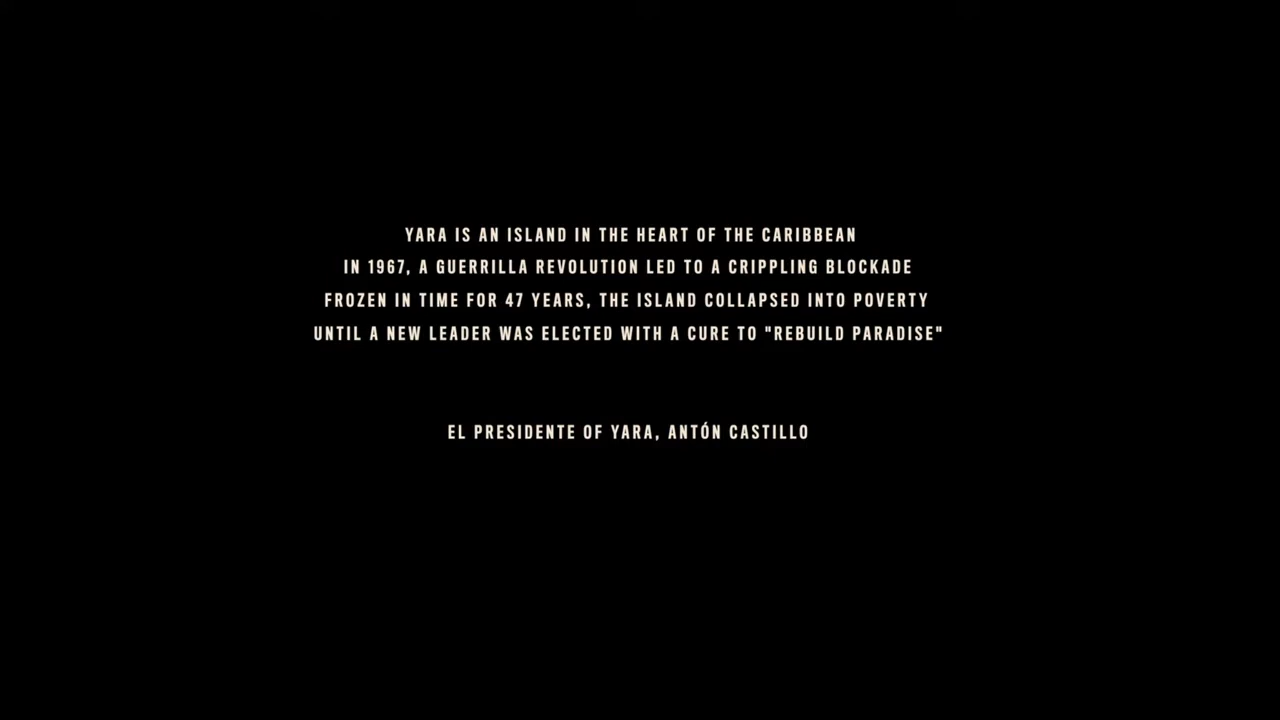 YARA IS AN ISLAND IN THE HEART OF THE CARIBBEAN
IN 1967, A GUERRILLA REVOLUTION LED TO A CRIPPLING BLOCKADE
FROZEN IN TIME FOR 47 YEARS, THE ISLAND COLLAPSED INTO POVERTY
UNTIL A NEW LEADER WAS ELECTED WITH A CURE TO "REBUILD PARADISE"
EL PRESIDENTE OF YARA, ANTÓN CASTILLO